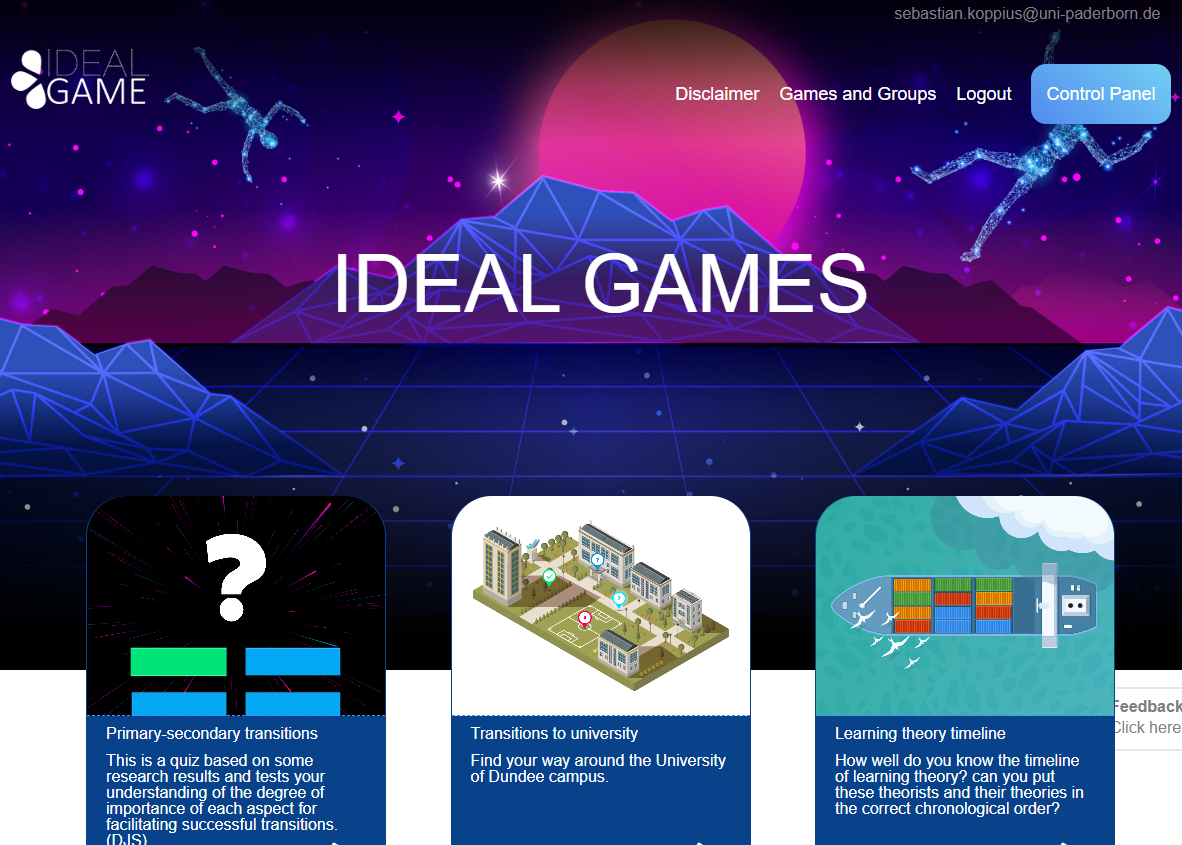 sebastian.koppius@uni-paderborn.de
IDEAL
GAME
Disclaimer Games and Groups Logout Control Panel
IDEAL GAMES
?
Primary-secondary transitions
This is a quiz based on some
research results and tests your
understanding of the degree of
importance of each aspect for
facilitating successful transitions.
(DJS)
Transitions to university
Find your way around the University
of Dundee campus.
Learning theory timeline
How well do you know the timeline
of learning theory? can you put
these theorists and their theories in
the correct chronological order?
Feedback
Click here